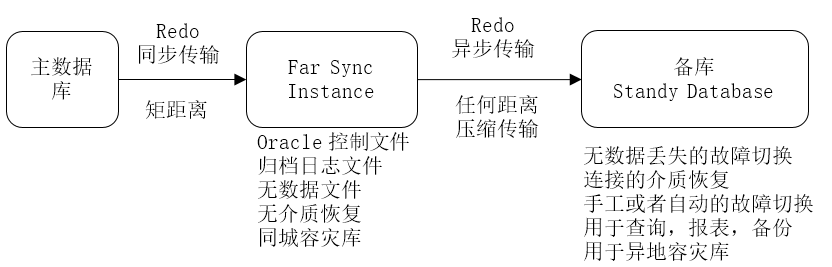 主数据
库
Redo
同步传输
矩距离
Far Sync
Instance
Oracle 控制文件
归档日志文件
无数据文件
无介质恢复
同城容灾库
Redo
异步传输
任何距离
压缩传输
备库
Standy Database
无数据丢失的故障切换
连接的介质恢复
手工或者自动的故障切换
用于查询，报表，备份
用于异地容灾库